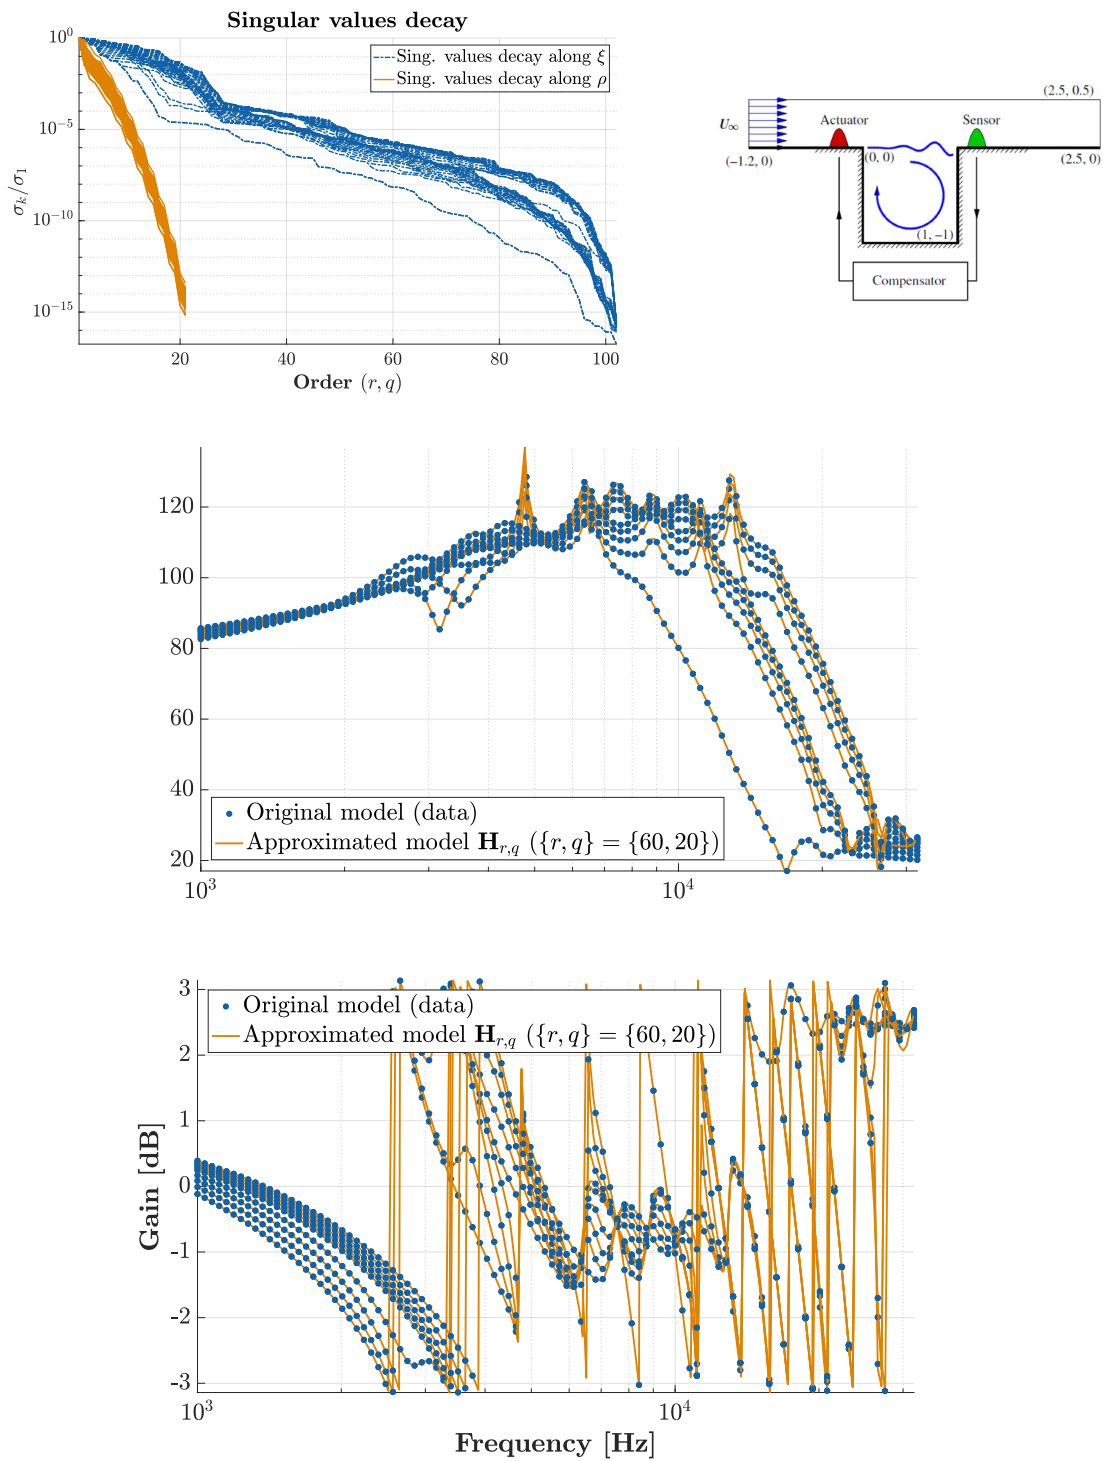 Singular values decay
10^0
10^{-5}
10^{-10}
10^{-15}
σ_k/σ_1
Sing. values decay along ξ
Sing. values decay along ρ
20
40
60
80
100
Order (r, q)
(2.5, 0.5)
U_∞
Actuator
Sensor
(−1.2, 0)
(0, 0)
(2.5, 0)
(1, −1)
Compensator
120
100
80
60
40
20
Original model (data)
Approximated model H_{r,q} ({r, q} = {60, 20})
10^3
10^4
3
2
1
0
-1
-2
-3
Gain [dB]
Original model (data)
Approximated model H_{r,q} ({r, q} = {60, 20})
10^3
10^4
Frequency [Hz]